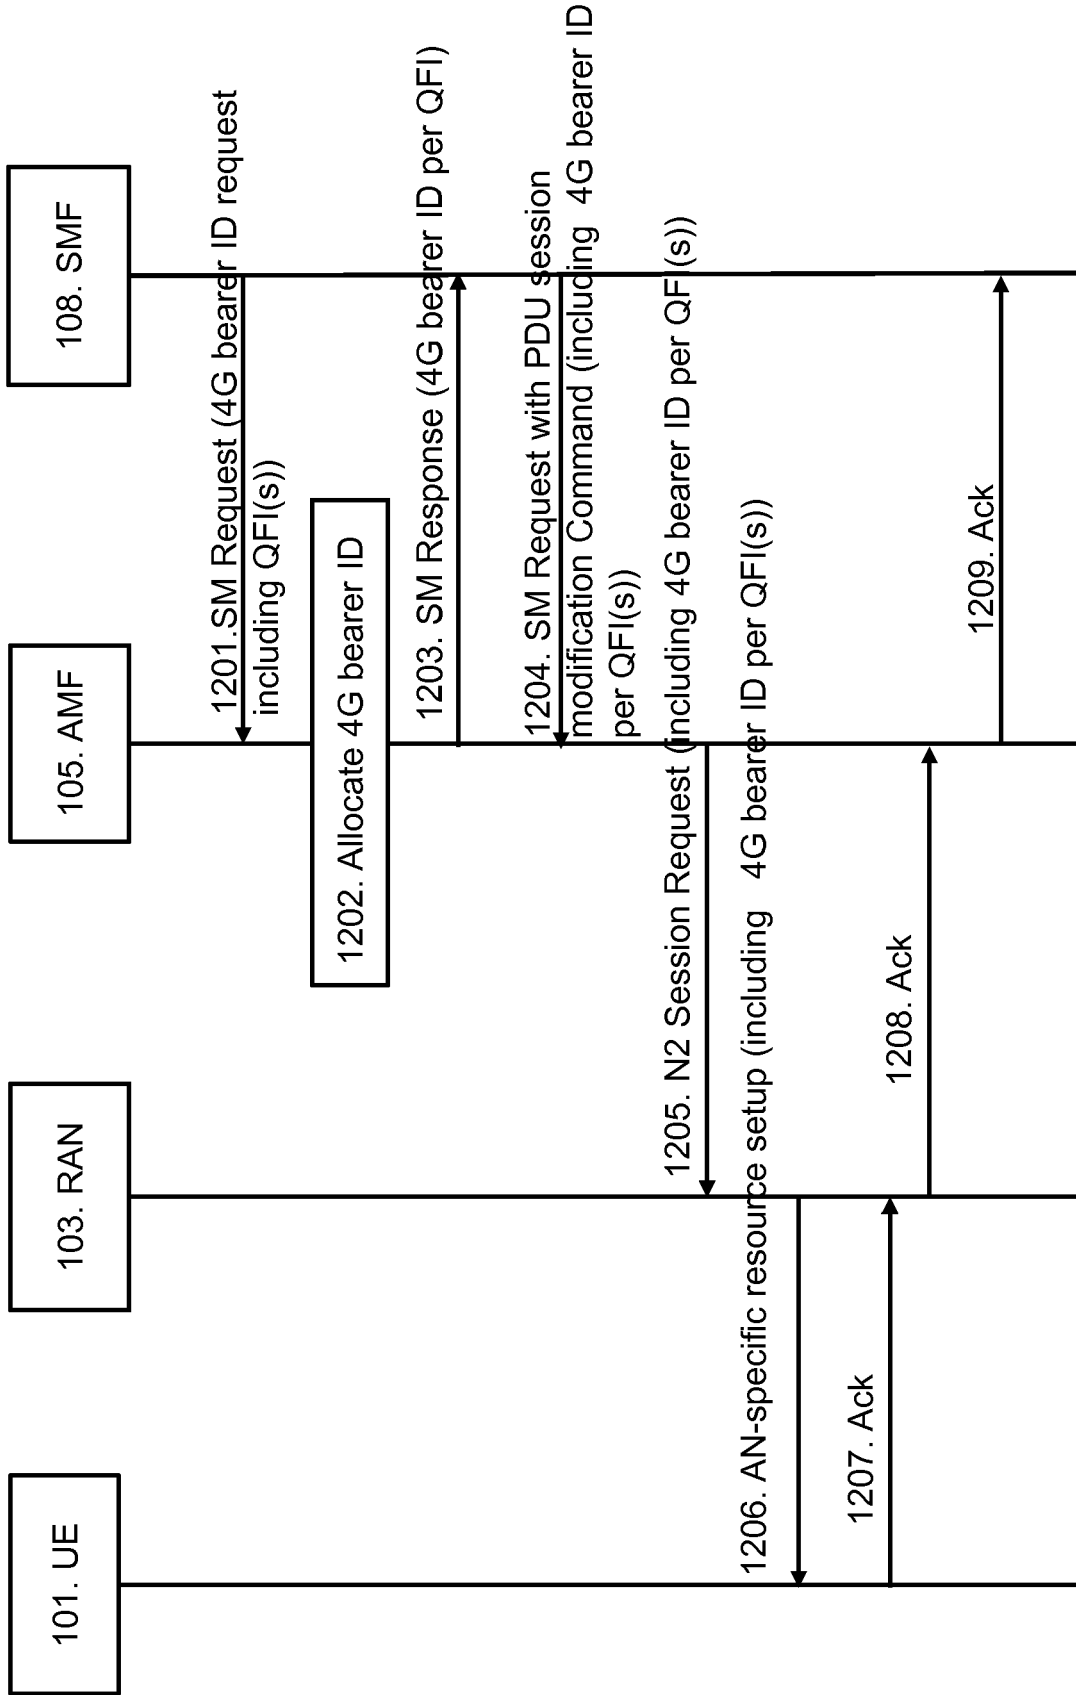 101. UE
103. RAN
105. AMF
108. SMF
1201.SM Request (4G bearer ID request
including QFI(s))
1202. Allocate 4G bearer ID
1203. SM Response (4G bearer ID per QFI)
1204. SM Request with PDU session
modification Command (including 4G bearer ID
per QFI(s))
1205. N2 Session Request (including 4G bearer ID per QFI(s))
1206. AN-specific resource setup (including 4G bearer ID per QFI(s))
1207. Ack
1208. Ack
1209. Ack